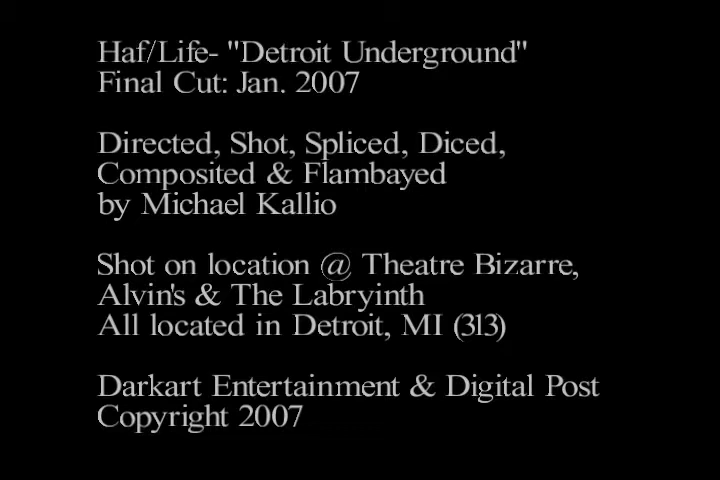 Haf/Life- "Detroit Underground"
Final Cut: Jan. 2007
Directed, Shot, Spliced, Diced,
Composited & Flambayed
by Michael Kallio
Shot on location @ Theatre Bizarre,
Alvin's & The Labryinth
All located in Detroit, MI (313)
Darkart Entertainment & Digital Post
Copyright 2007